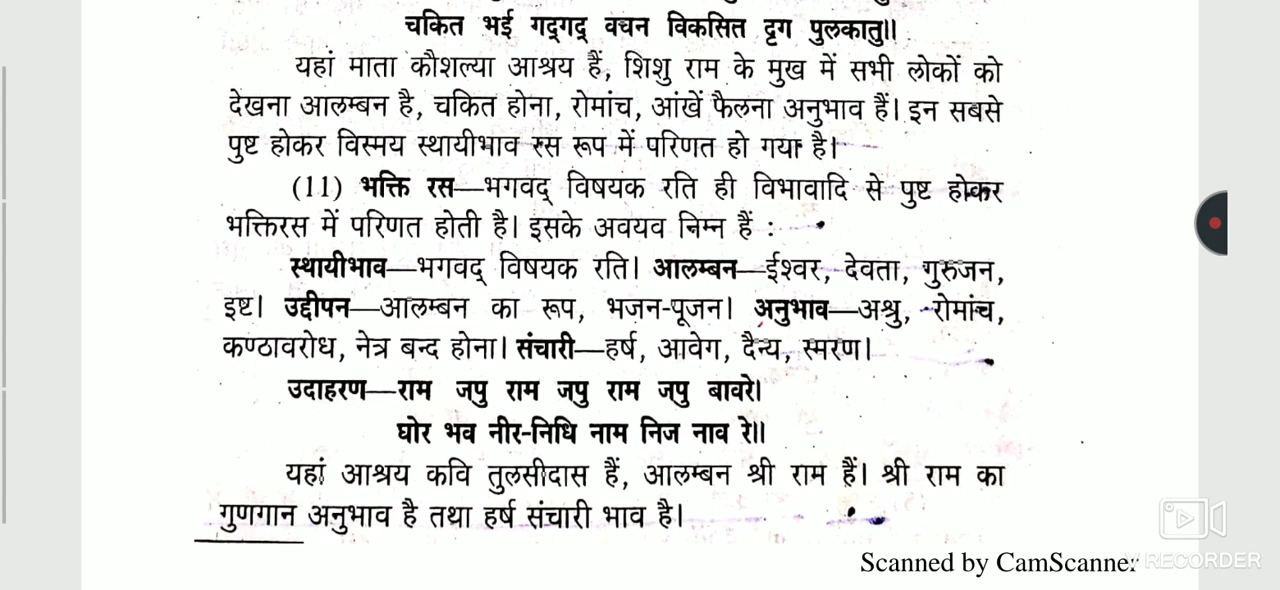 चकित भई गद्‌गद् वचन विकसित दृग पुलकातु॥
यहां माता कौशल्या आश्रय हैं, शिशु राम के मुख में सभी लोकों को
देखना आलम्बन है, चकित होना, रोमांच, आंखें फैलना अनुभाव हैं। इन सबसे
पुष्ट होकर विस्मय स्थायीभाव रस रूप में परिणत हो गया है।
(11) भक्ति रस—भगवद् विषयक रति ही विभावादि से पुष्ट होकर
भक्तिरस में परिणत होती है। इसके अवयव निम्न हैं :
स्थायीभाव—भगवद् विषयक रति। आलम्बन—ईश्वर, देवता, गुरुजन,
इष्ट। उद्दीपन—आलम्बन का रूप, भजन-पूजन। अनुभाव—अश्रु, रोमांच,
कण्ठावरोध, नेत्र बन्द होना। संचारी—हर्ष, आवेग, दैन्य, स्मरण।
उदाहरण—राम जपु राम जपु राम जपु बावरे।
घोर भव नीर-निधि नाम निज नाव रे॥
यहां आश्रय कवि तुलसीदास हैं, आलम्बन श्री राम हैं। श्री राम का
गुणगान अनुभाव है तथा हर्ष संचारी भाव है।
Scanned by CamScanner
V RECORDER